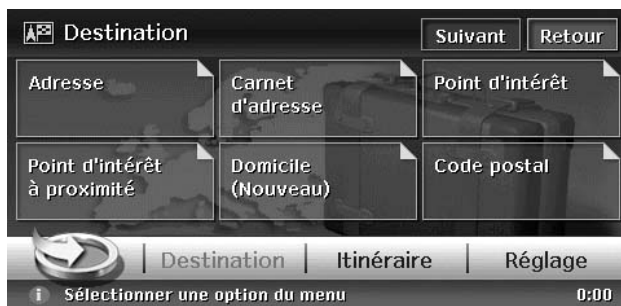 Destination
Suivant
Retour
Adresse
Carnet
d'adresse
Point d'intérêt
Point d'intérêt
à proximité
Domicile
(Nouveau)
Code postal
Destination
Itinéraire
Réglage
Sélectionner une option du menu
0:00